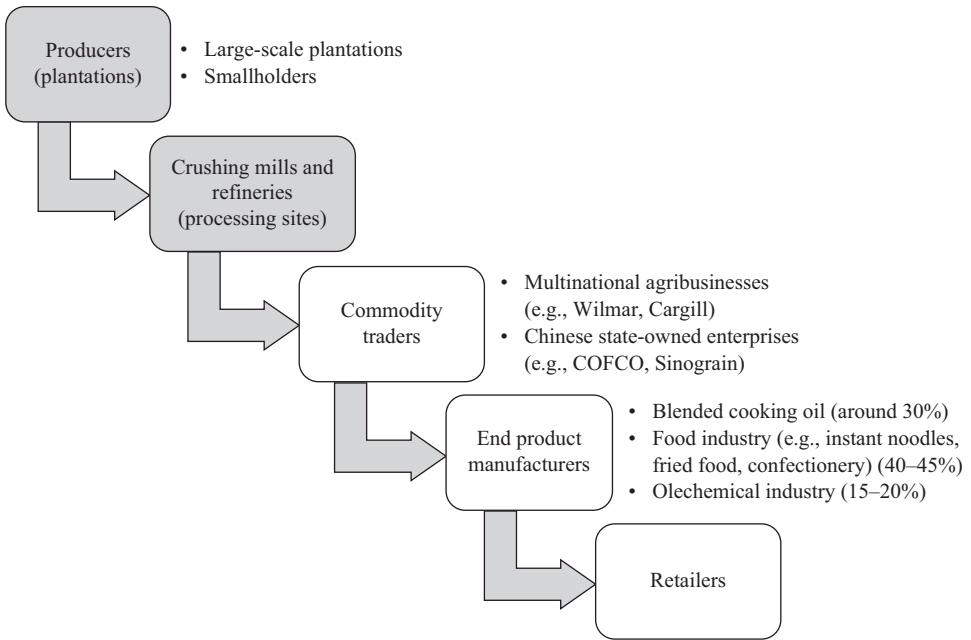 Producers
(plantations)
• Large-scale plantations
• Smallholders
Crushing mills and
refineries
(processing sites)
Commodity
traders
• Multinational agribusinesses
(e.g., Wilmar, Cargill)
• Chinese state-owned enterprises
(e.g., COFCO, Sinograin)
End product
manufacturers
• Blended cooking oil (around 30%)
• Food industry (e.g., instant noodles,
fried food, confectionery) (40–45%)
• Olechemical industry (15–20%)
Retailers